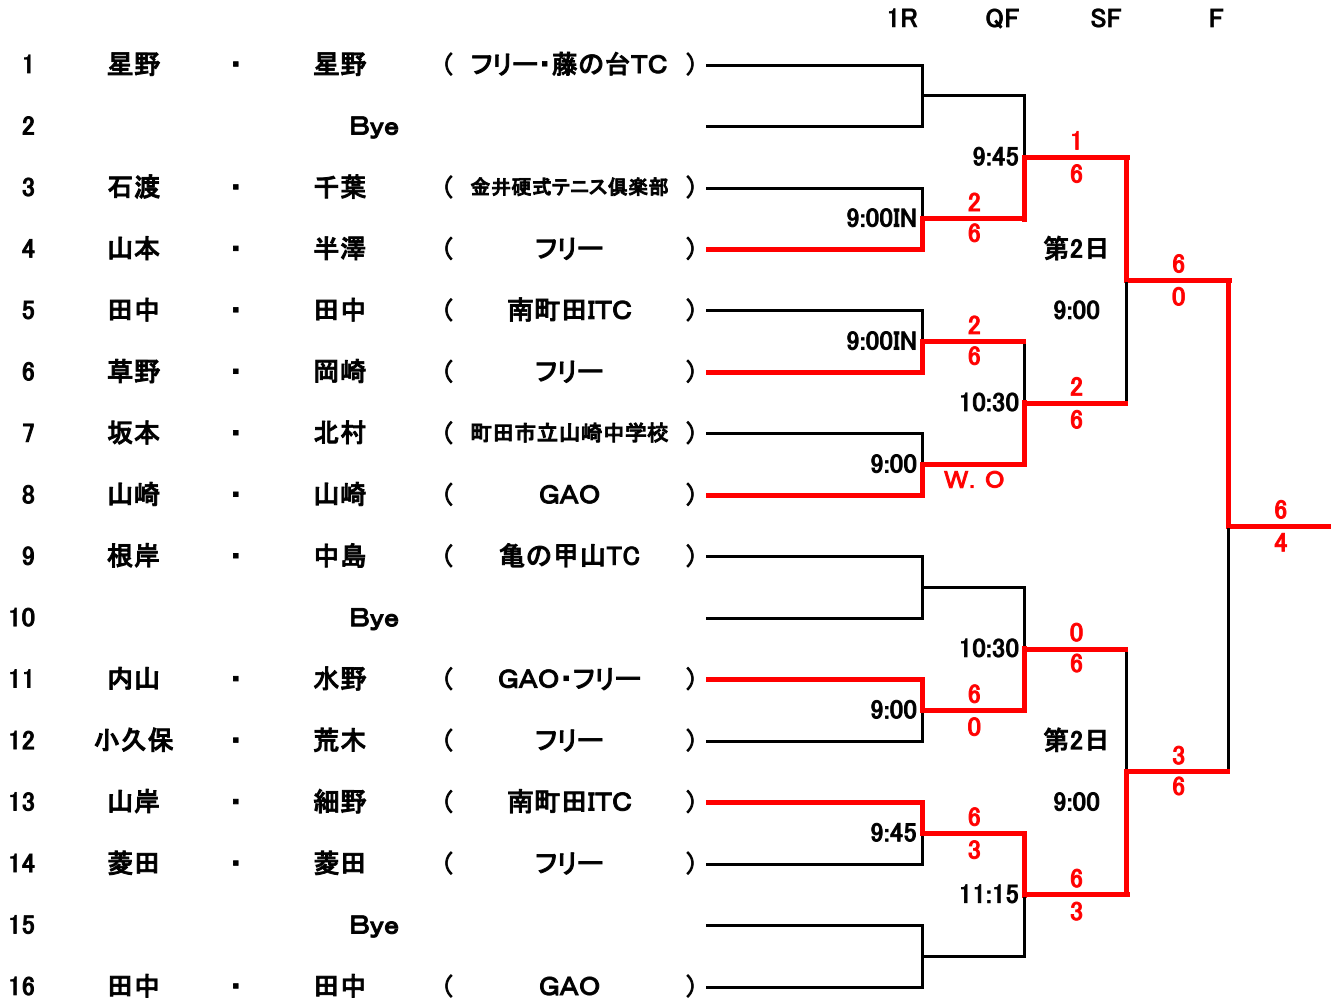 1R QF SF F
1 星野 ・ 星野 ( フリー・藤の台TC )
1
2 Bye
9:45
6
3 石渡 ・ 千葉 ( 金井硬式テニス倶楽部 )
2
9:00IN
6
4 山本 ・ 半澤 ( フリー )
第2日
6
0
5 田中 ・ 田中 ( 南町田ITC )
9:00
2
9:00IN
6
6 草野 ・ 岡崎 ( フリー )
2
10:30
6
7 坂本 ・ 北村 ( 町田市立山崎中学校 )
9:00
W.O
8 山崎 ・ 山崎 ( GAO )
6
4
9 根岸 ・ 中島 ( 亀の甲山TC )
10 Bye
0
10:30
6
11 内山 ・ 水野 ( GAO・フリー )
6
9:00
0
12 小久保 ・ 荒木 ( フリー )
第2日
3
6
13 山岸 ・ 細野 ( 南町田ITC )
9:00
6
9:45
3
14 菱田 ・ 菱田 ( フリー )
6
11:15
3
15 Bye
16 田中 ・ 田中 ( GAO )